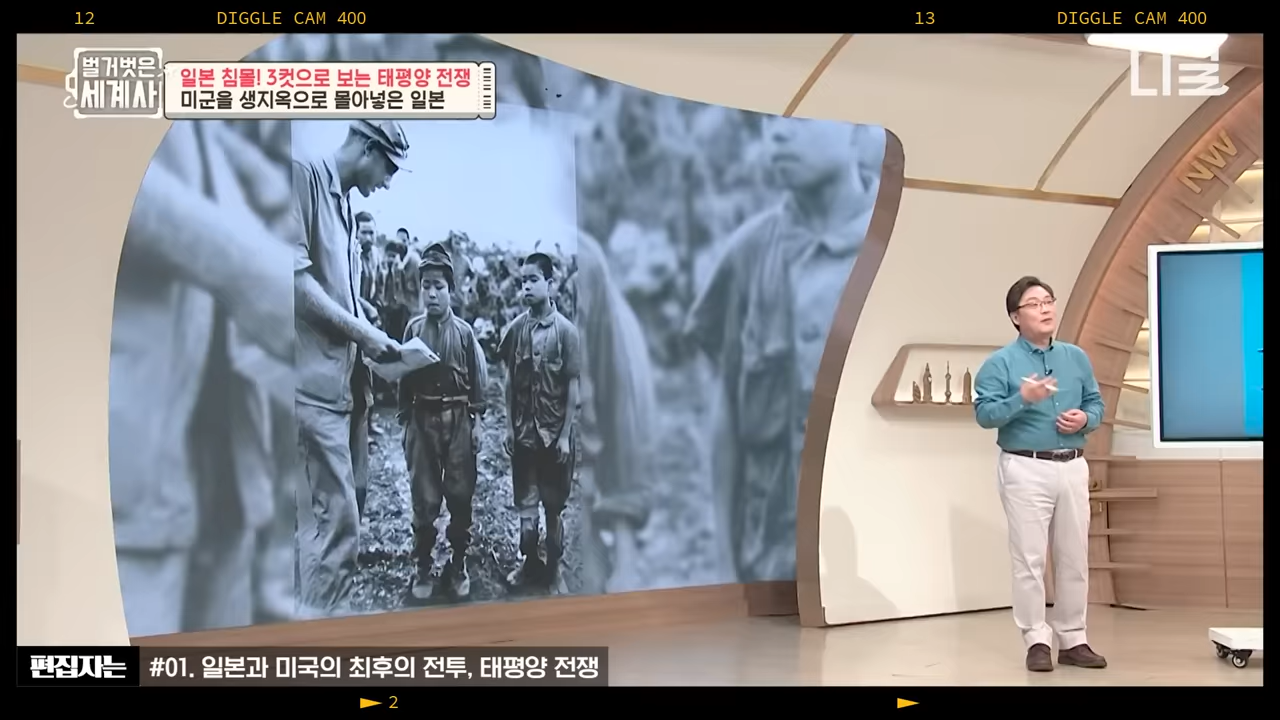 12
DIGGLE CAM 400
13
DIGGLE CAM 400
벌거벗은
세계사
일본 침몰! 3컷으로 보는 태평양 전쟁
미군을 생지옥으로 몰아넣은 일본
디글
NW
편집자는
#01. 일본과 미국의 최후의 전투, 태평양 전쟁
2